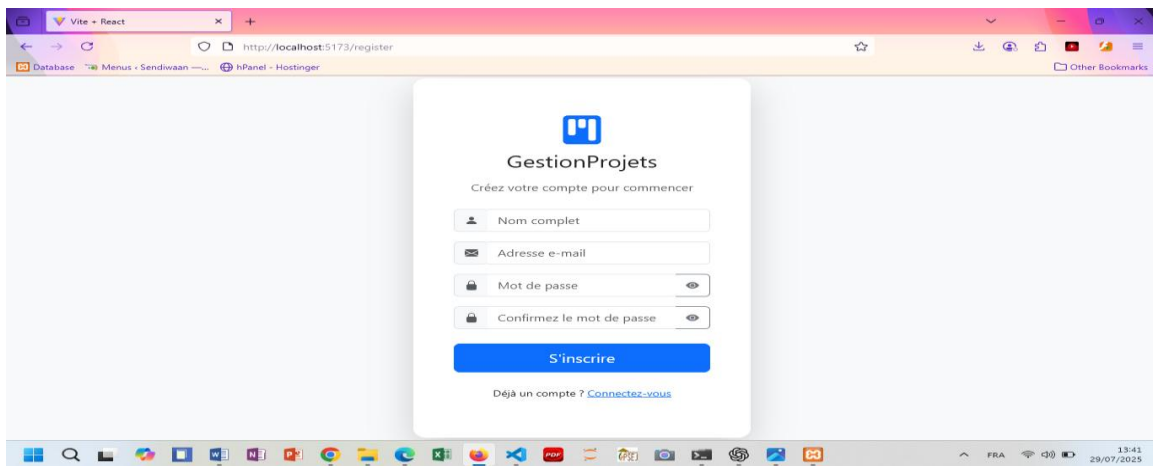 Vite + React
http://localhost:5173/register
Database Menus ‹ Sendiwaan —... hPanel - Hostinger Other Bookmarks
GestionProjets
Créez votre compte pour commencer
Nom complet
Adresse e-mail
Mot de passe
Confirmez le mot de passe
S'inscrire
Déjà un compte ? Connectez-vous
FRA 13:41
29/07/2025